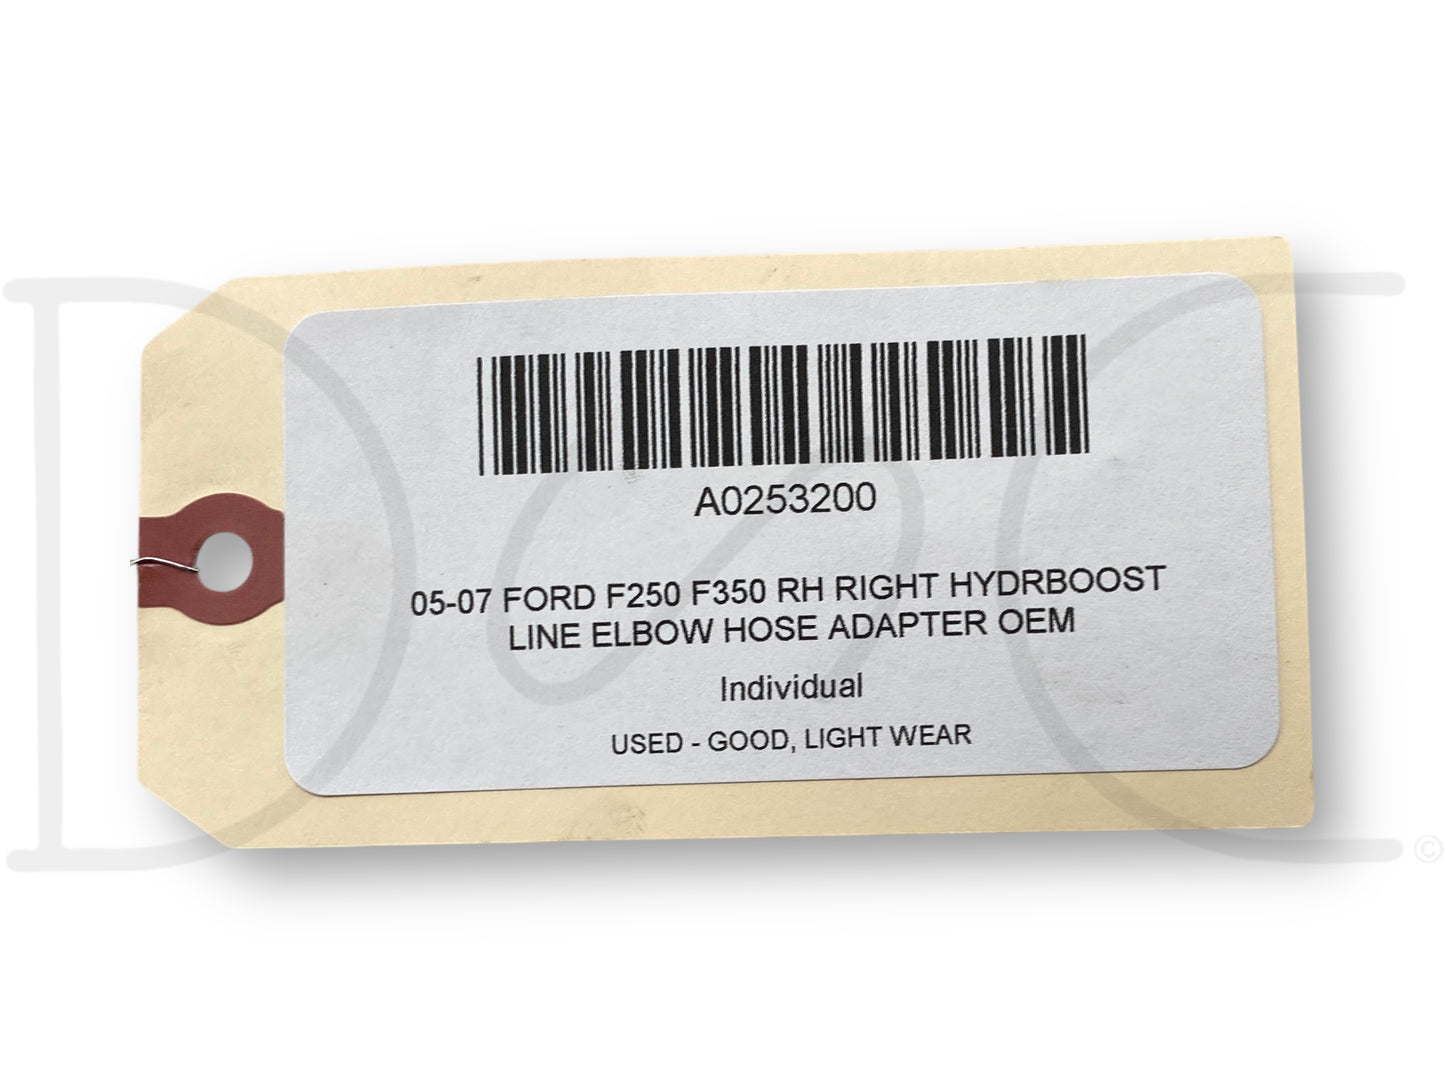 A0253200
05-07 FORD F250 F350 RH RIGHT HYDRBOOST
LINE ELBOW HOSE ADAPTER OEM
Individual
USED - GOOD, LIGHT WEAR
©